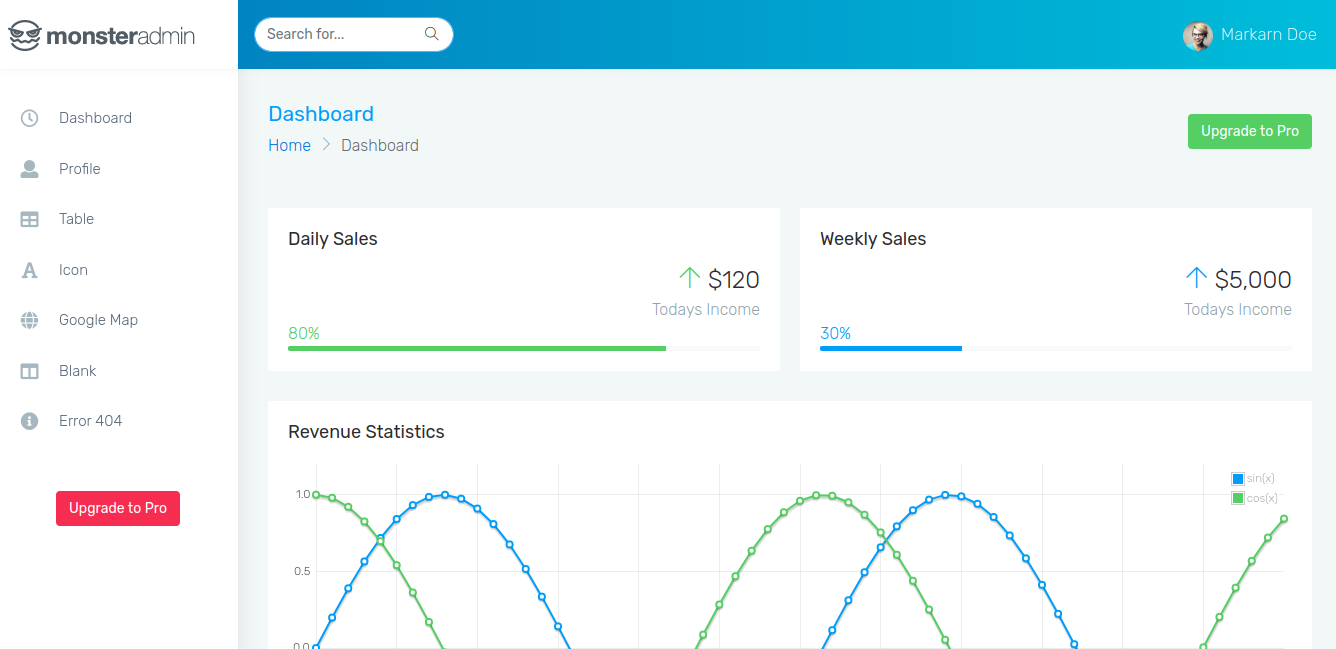 monsteradmin
Search for...
Markarn Doe
Dashboard
Profile
Table
Icon
Google Map
Blank
Error 404
Upgrade to Pro
Dashboard
Home Dashboard
Upgrade to Pro
Daily Sales
$120
Todays Income
80%
Weekly Sales
$5,000
Todays Income
30%
Revenue Statistics
sin(x)
cos(x)
1.0
0.5
0.0